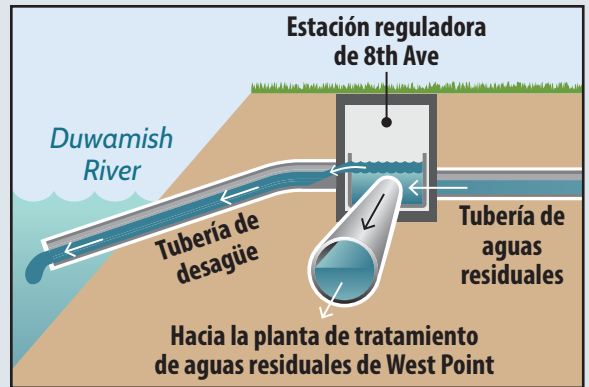 Estación reguladora
de 8th Ave
Duwamish
River
Tubería de
desagüe
Tubería de
aguas
residuales
Hacia la planta de tratamiento
de aguas residuales de West Point